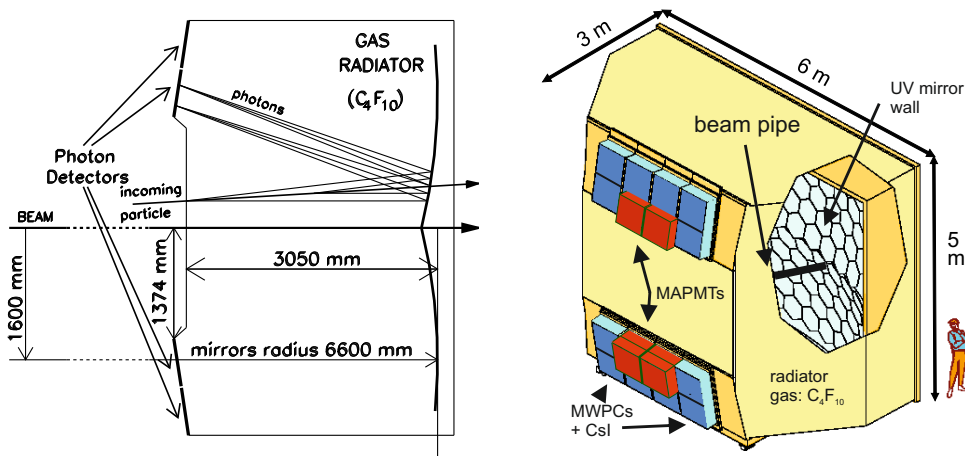 GAS
RADIATOR
(C₄F₁₀)
photons
Photon
Detectors
incoming
particle
BEAM
3050 mm
1374 mm
1600 mm
mirrors radius 6600 mm
3 m
6 m
UV mirror
wall
beam pipe
5
m
MAPMTs
radiator
gas: C₄F₁₀
MWPCs
+ CsI